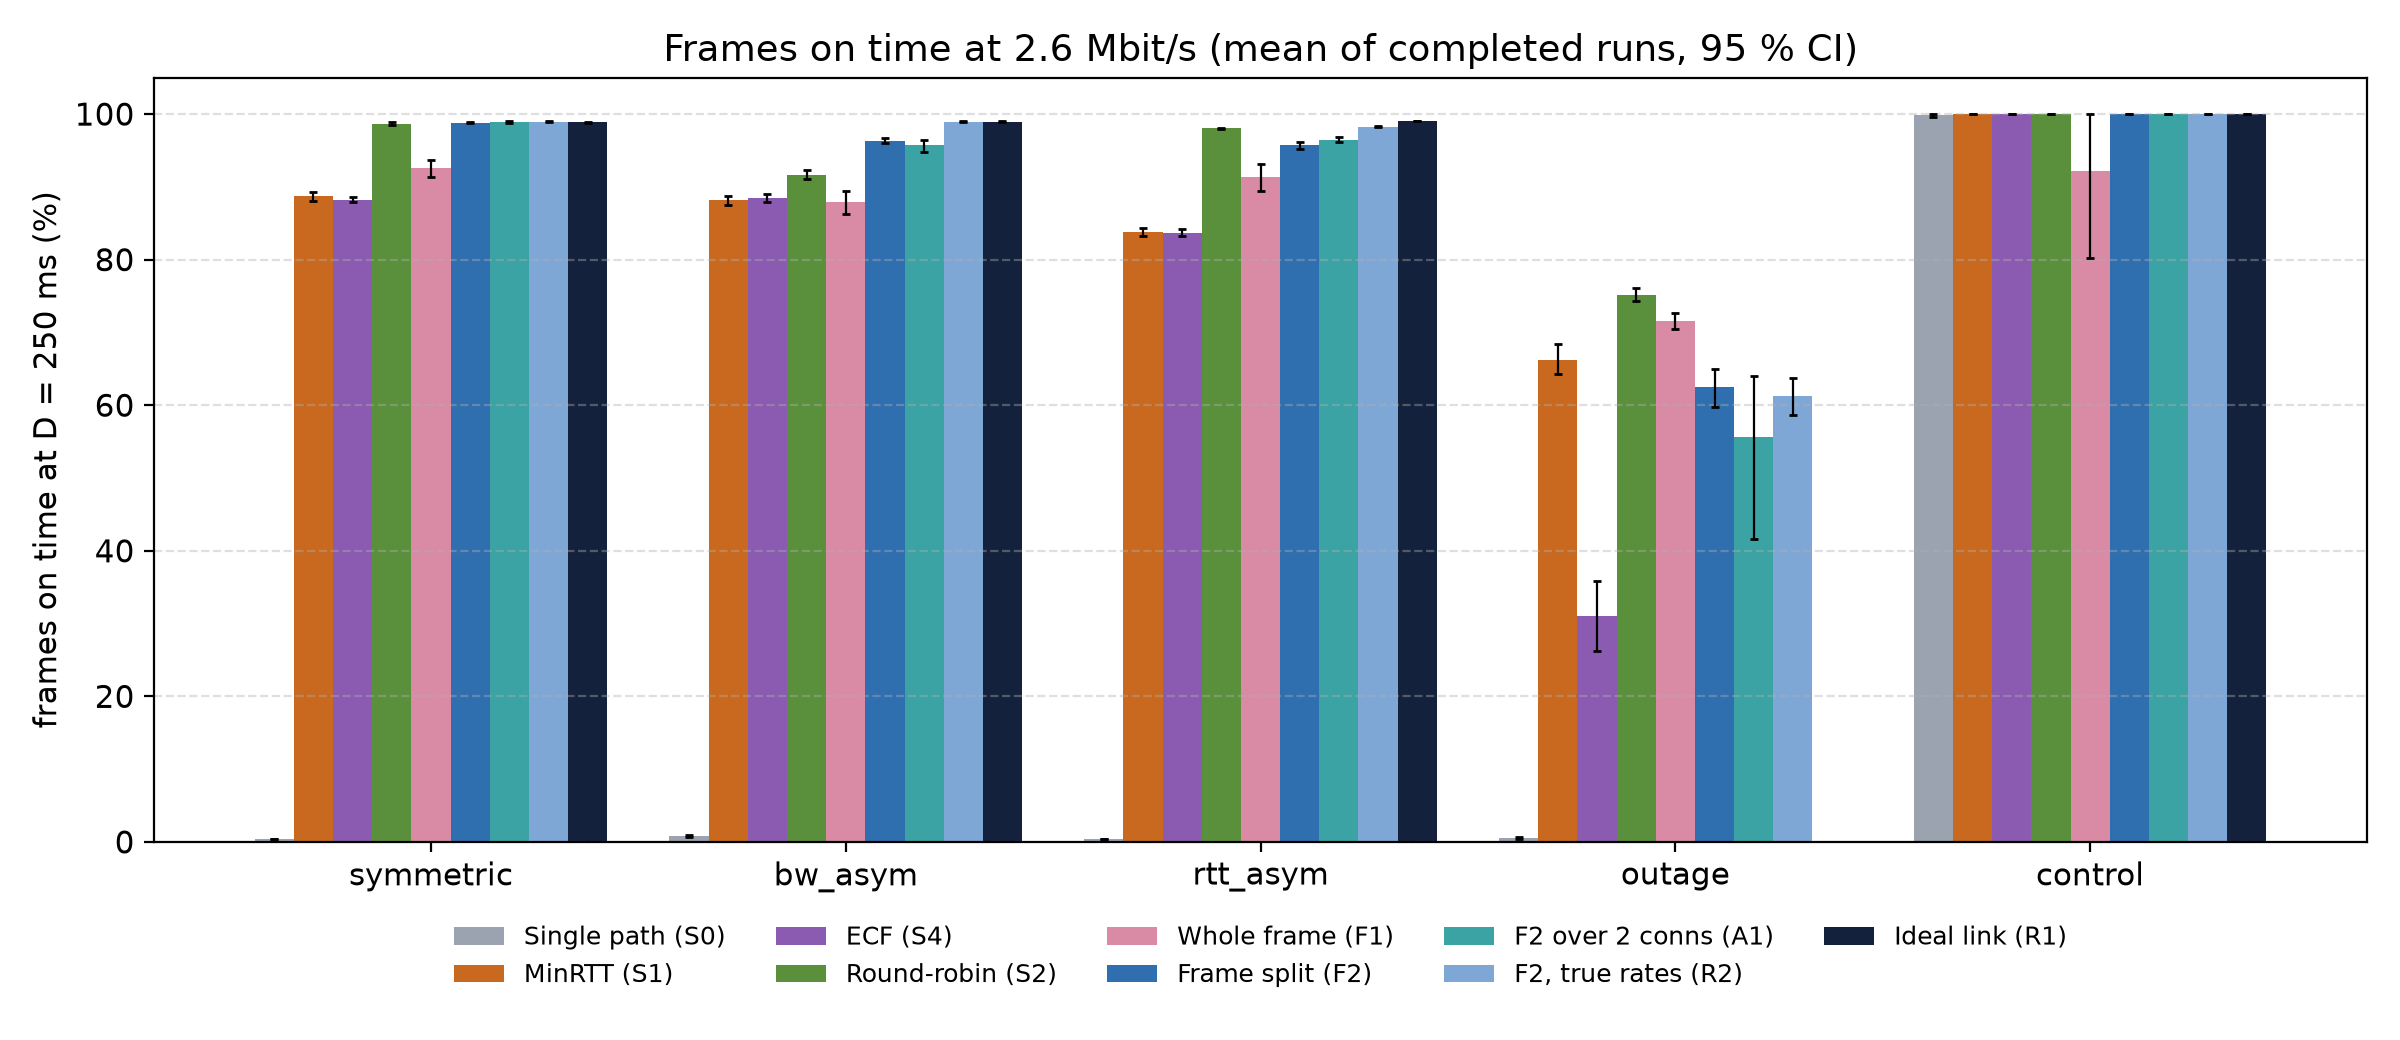 Frames on time at 2.6 Mbit/s (mean of completed runs, 95 % CI)
frames on time at D = 250 ms (%)
100
80
60
40
20
0
symmetric bw_asym rtt_asym outage control
Single path (S0) ECF (S4) Whole frame (F1) F2 over 2 conns (A1) Ideal link (R1)
MinRTT (S1) Round-robin (S2) Frame split (F2) F2, true rates (R2)